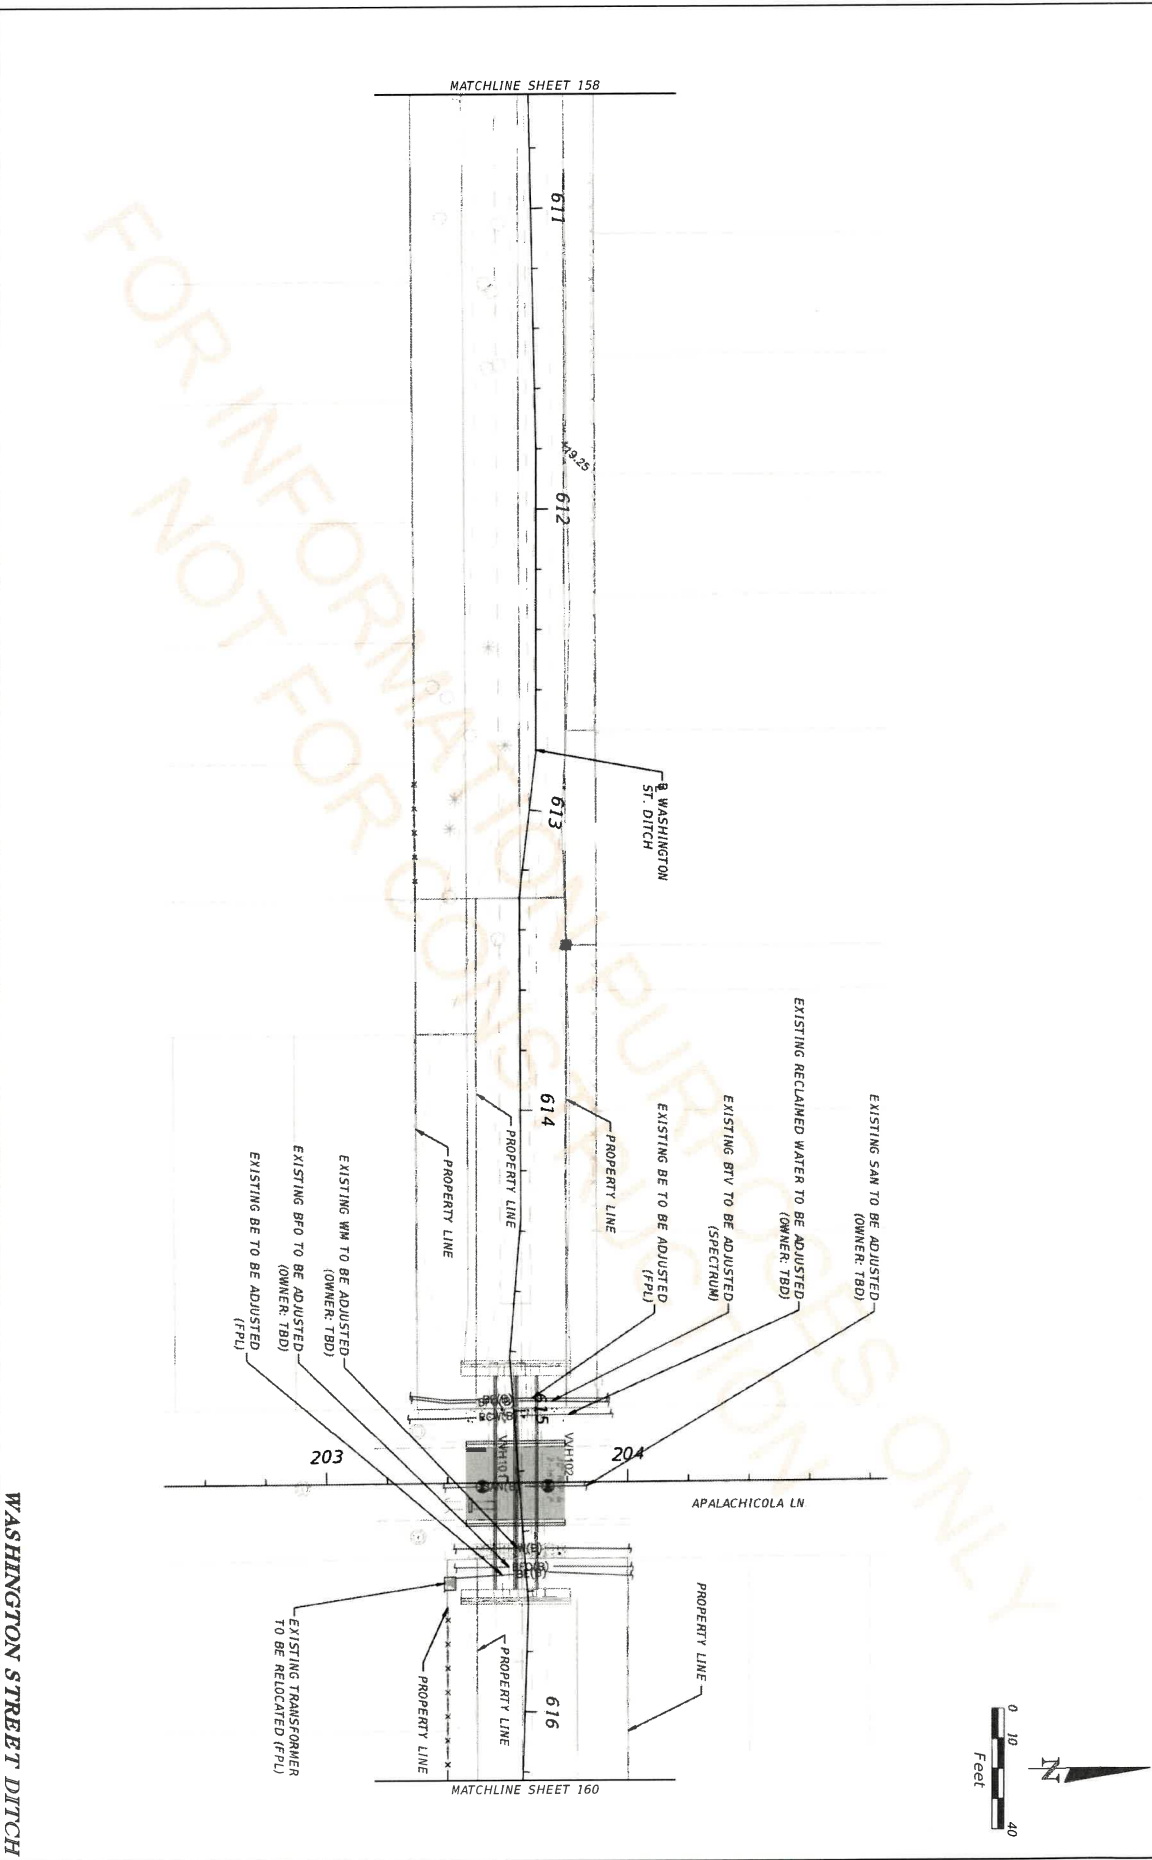 MATCHLINE SHEET 158
611
19.25
612
℄ WASHINGTON
ST. DITCH
613
614
PROPERTY LINE
PROPERTY LINE
PROPERTY LINE
EXISTING SAN TO BE ADJUSTED
(OWNER: TBD)
EXISTING RECLAIMED WATER TO BE ADJUSTED
(OWNER: TBD)
EXISTING BTV TO BE ADJUSTED
(SPECTRUM)
EXISTING BE TO BE ADJUSTED
(FPL)
EXISTING WM TO BE ADJUSTED
(OWNER: TBD)
EXISTING BFO TO BE ADJUSTED
(OWNER: TBD)
EXISTING BE TO BE ADJUSTED
(FPL)
615
203
204
VVH102
VVH101
APALACHICOLA LN
BFO(B)
BE(B)
EXISTING TRANSFORMER
TO BE RELOCATED (FPL)
PROPERTY LINE
PROPERTY LINE
PROPERTY LINE
616
MATCHLINE SHEET 160
0 10 40
Feet
N
WASHINGTON STREET DITCH
FOR INFORMATION PURPOSES ONLY
NOT FOR CONSTRUCTION